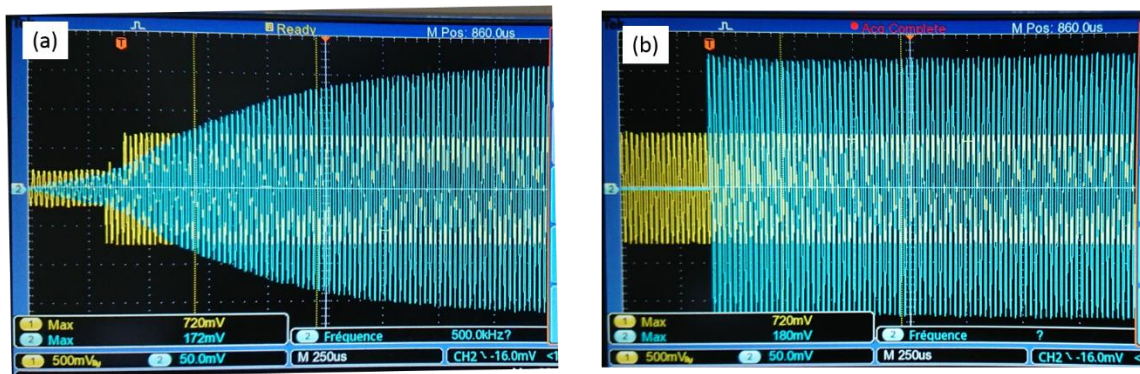 (a)
T
Ready
M Pos: 860.0us
2
1 Max 720mV
2 Max 172mV
2 Fréquence 500.0kHz?
1 500mV
2 50.0mV
M 250us
CH2 -16.0mV
(b)
T
Acq Complete
M Pos: 860.0us
2
1 Max 720mV
2 Max 180mV
2 Fréquence ?
1 500mV
2 50.0mV
M 250us
CH2 -16.0mV